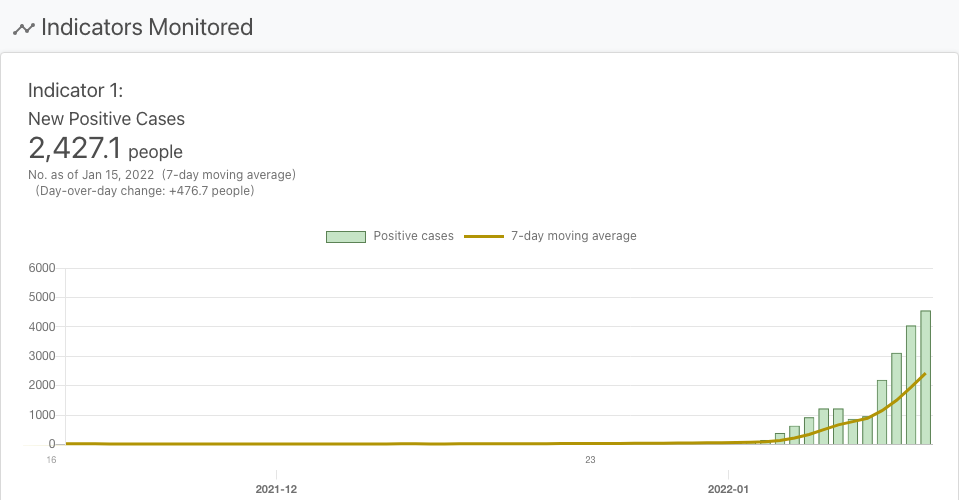 Indicators Monitored
Indicator 1:
New Positive Cases
2,427.1 people
No. as of Jan 15, 2022 (7-day moving average)
(Day-over-day change: +476.7 people)
Positive cases 7-day moving average
6000
5000
4000
3000
2000
1000
0
16 23
2021-12 2022-01